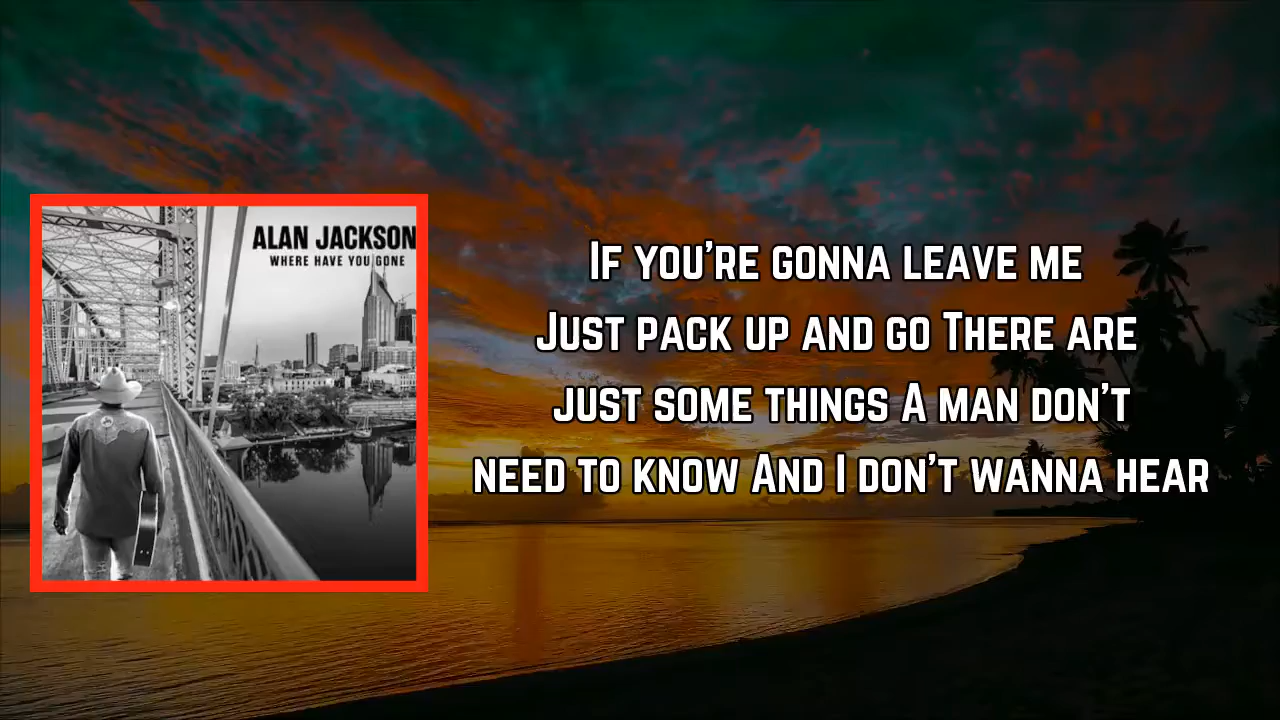 ALAN JACKSON
WHERE HAVE YOU GONE
If you're gonna leave me
Just pack up and go There are
just some things A man don't
need to know And I don't wanna hear